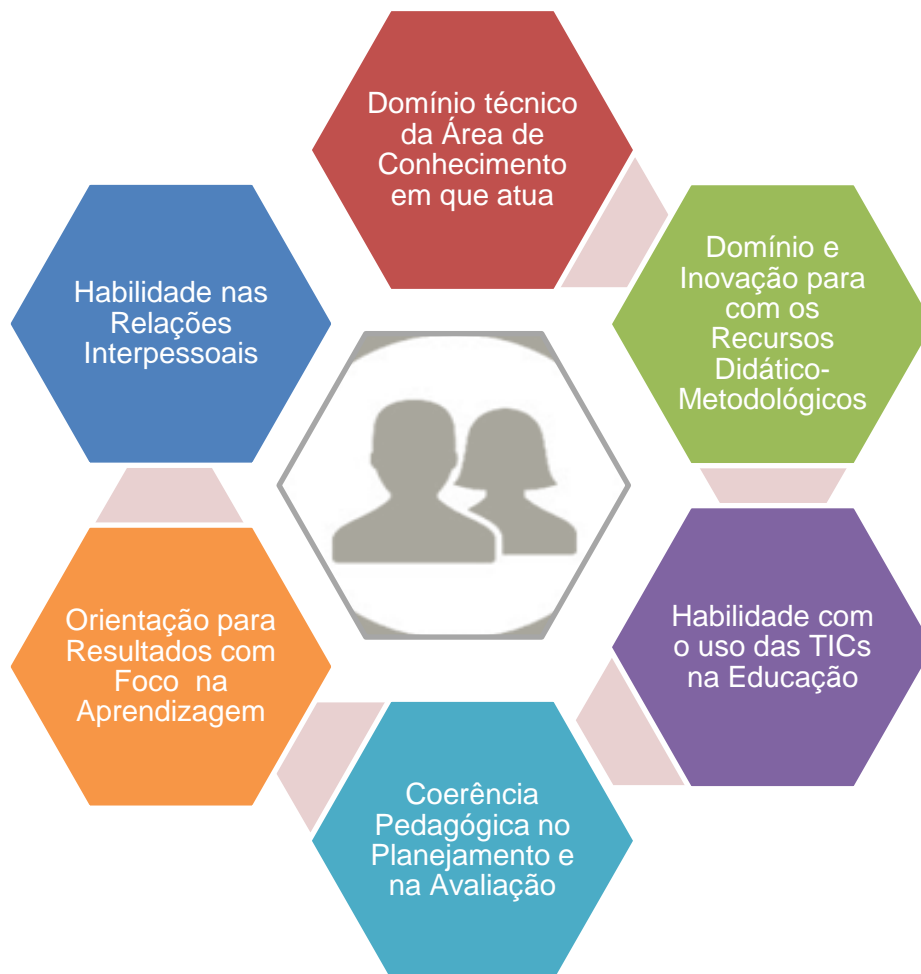 Domínio técnico
da Área de
Conhecimento
em que atua
Domínio e
Inovação para
com os
Recursos
Didático-
Metodológicos
Habilidade com
o uso das TICs
na Educação
Coerência
Pedagógica no
Planejamento e
na Avaliação
Orientação para
Resultados com
Foco na
Aprendizagem
Habilidade nas
Relações
Interpessoais